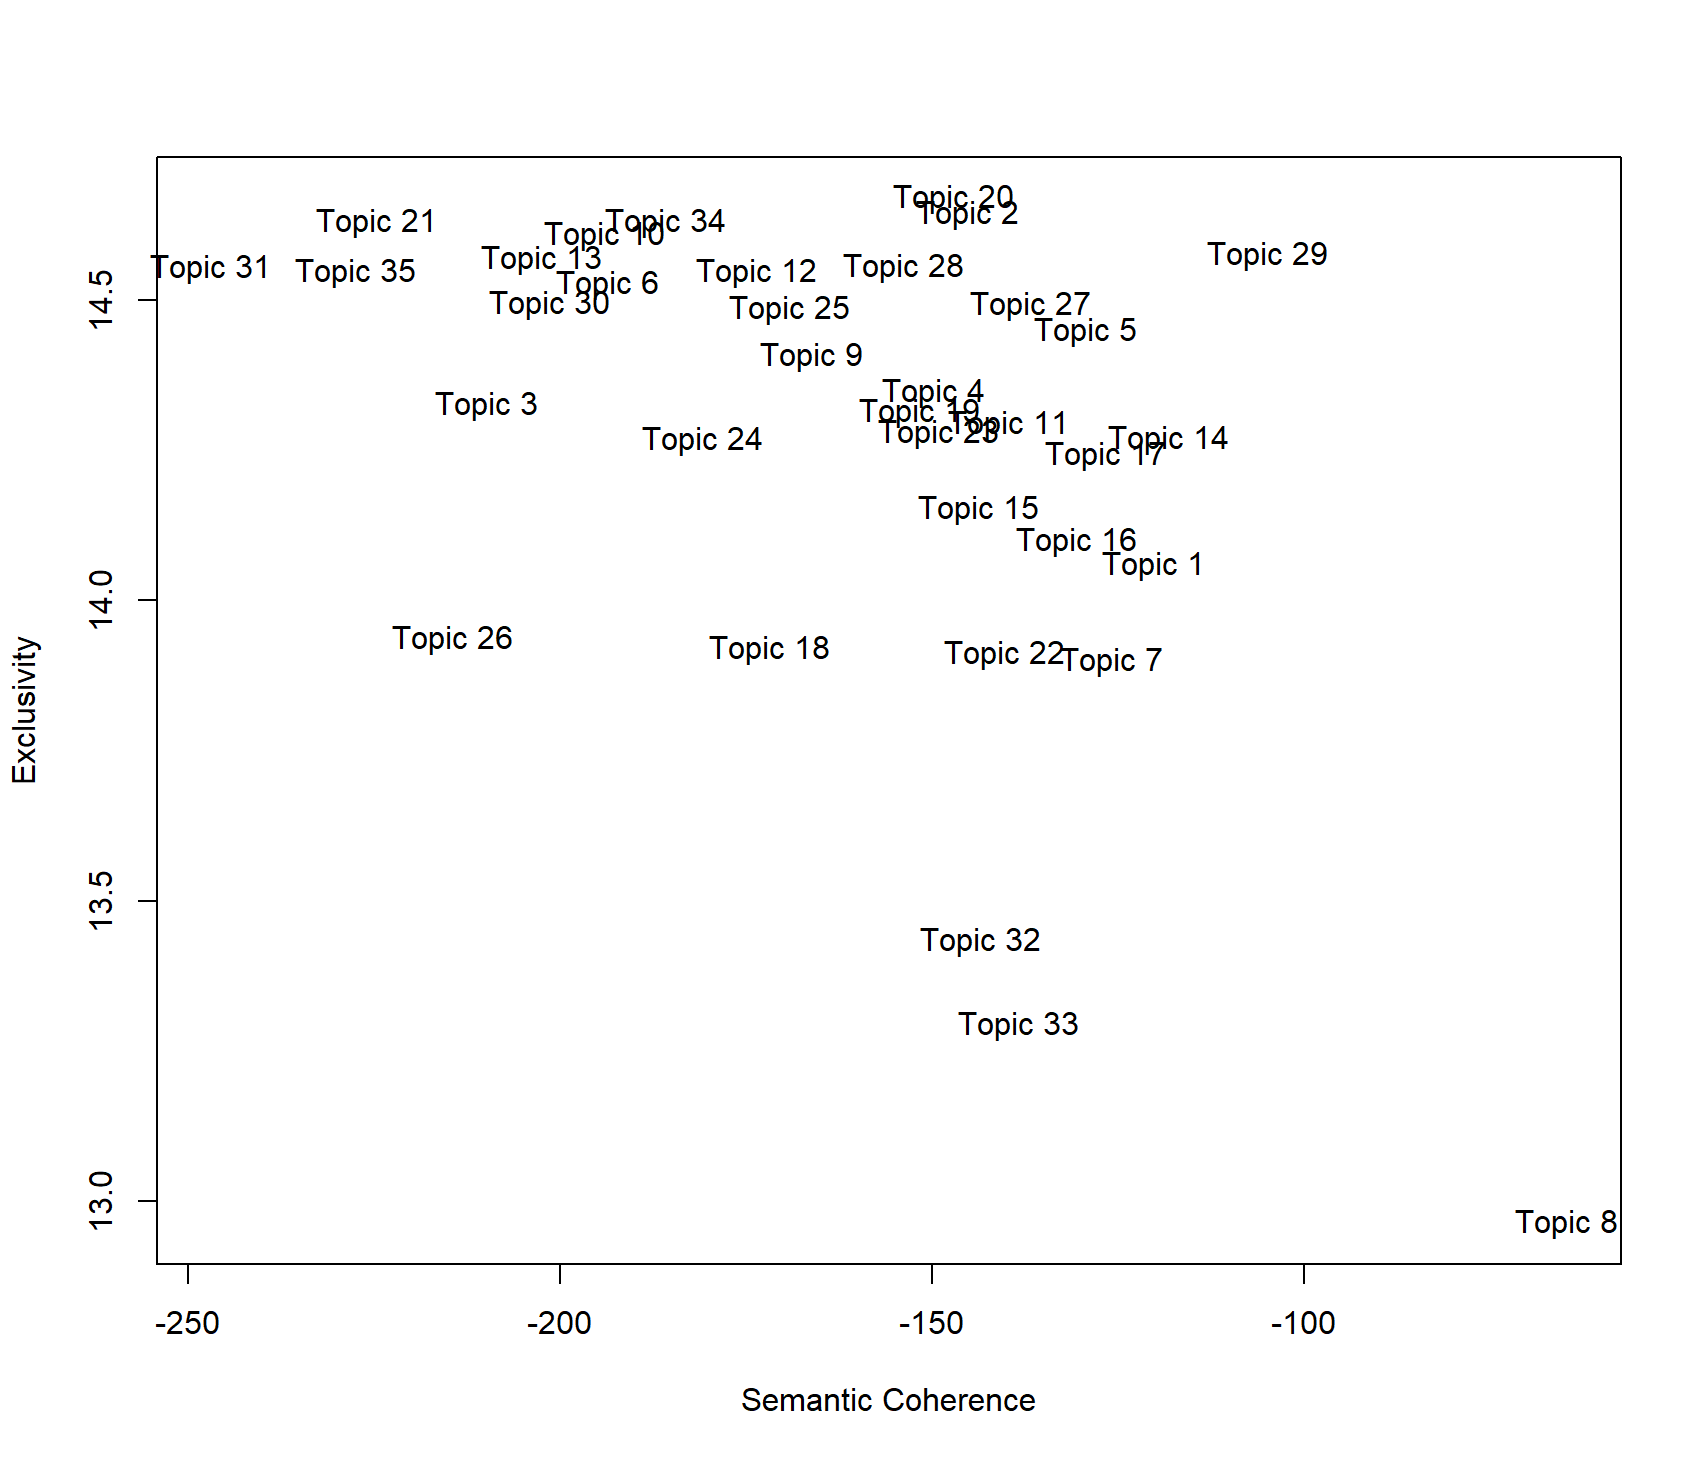 Topic 20
Topic 2
Topic 21
Topic 34
Topic 10
Topic 29
Topic 13
Topic 31
Topic 35
Topic 12
Topic 28
Topic 6
Topic 30
Topic 25
Topic 27
Topic 5
Topic 9
Topic 4
Topic 3
Topic 19
Topic 11
Topic 23
Topic 24
Topic 14
Topic 17
Topic 15
Topic 16
Topic 1
Topic 26
Topic 18
Topic 22
Topic 7
Topic 32
Topic 33
Topic 8
14.5
14.0
13.5
13.0
Exclusivity
-250
-200
-150
-100
Semantic Coherence